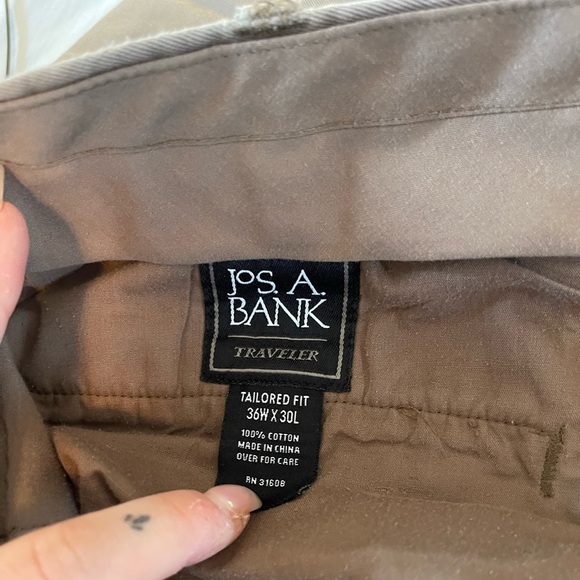 JOS. A.
BANK
TRAVELER
TAILORED FIT
36W X 30L
100% COTTON
MADE IN CHINA
OVER FOR CARE
RN 31608